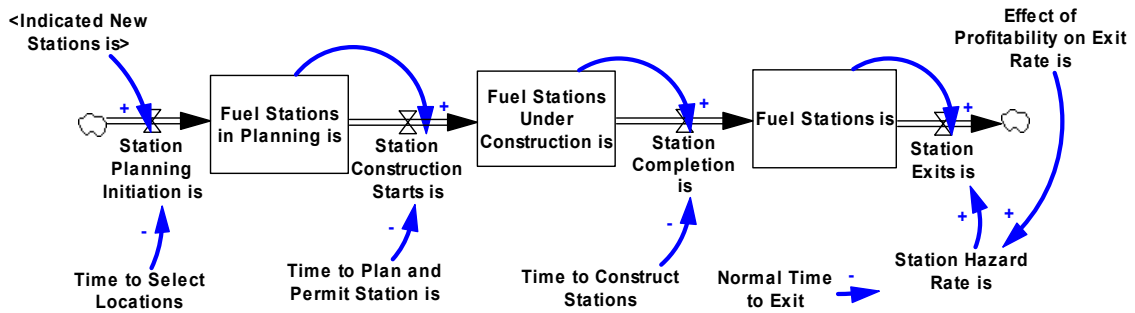 <Indicated New
Stations is>
Effect of
Profitability on Exit
Rate is
+
Fuel Stations
in Planning is
+
Fuel Stations
Under
Construction is
+
Fuel Stations is
+
Station
Planning
Initiation is
Station
Construction
Starts is
Station
Completion
is
Station
Exits is
-
-
-
+
+
Time to Select
Locations
Time to Plan and
Permit Station is
Time to Construct
Stations
Normal Time
to Exit
-
Station Hazard
Rate is